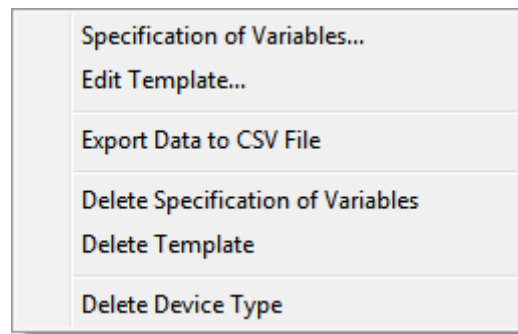 Specification of Variables...
Edit Template...
Export Data to CSV File
Delete Specification of Variables
Delete Template
Delete Device Type